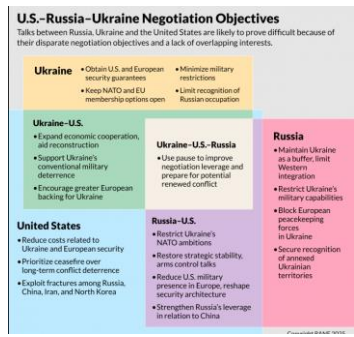 U.S.–Russia–Ukraine Negotiation Objectives
Talks between Russia, Ukraine and the United States are likely to prove difficult because of
their disparate negotiation objectives and a lack of overlapping interests.
Ukraine
• Obtain U.S. and European
security guarantees
• Keep NATO and EU
membership options open
• Minimize military
restrictions
• Limit recognition of
Russian occupation
Ukraine–U.S.
• Expand economic cooperation,
aid reconstruction
• Support Ukraine's
conventional military
deterrence
• Encourage greater European
backing for Ukraine
Ukraine–U.S.–Russia
• Use pause to improve
negotiation leverage and
prepare for potential
renewed conflict
Russia
• Maintain Ukraine
as a buffer, limit
Western
integration
• Restrict Ukraine's
military capabilities
• Block European
peacekeeping
forces
in Ukraine
• Secure recognition
of annexed
Ukrainian
territories
United States
• Reduce costs related to
Ukraine and European security
• Prioritize ceasefire over
long-term conflict deterrence
• Exploit fractures among Russia,
China, Iran, and North Korea
Russia–U.S.
• Restrict Ukraine's
NATO ambitions
• Restore strategic stability,
arms control talks
• Reduce U.S. military
presence in Europe, reshape
security architecture
• Strengthen Russia's leverage
in relation to China
Copyright RANE 2025